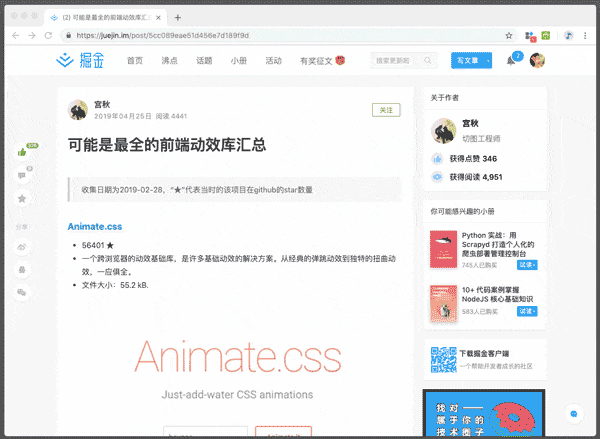 (2) 可能是最全的前端动效库汇总
https://juejin.im/post/5cc089eae51d456e7d189f9d
掘金 首页 沸点 话题 小册 活动 有奖征文 搜索更新啦 写文章 7
宫秋
2019年04月25日 阅读 4441
关注
可能是最全的前端动效库汇总
收集日期为2019-02-28，“★”代表当时的该项目在github的star数量
Animate.css
56401 ★
一个跨浏览器的动效基础库，是许多基础动效的解决方案。从经典的弹跳动效到独特的扭曲动效，一应俱全。
文件大小：55.2 kB.
Animate.css
Just-add-water CSS animations
分享
关于作者
宫秋
切图工程师
获得点赞 346
获得阅读 4,951
你可能感兴趣的小册
Python 实战：用
Scrapyd 打造个人化的
爬虫部署管理控制台
745人已购买 试读
10+ 代码案例掌握
NodeJS 核心基础知识
583人已购买 试读
下载掘金客户端
一个帮助开发者成长的社区
找对
属于你的
技术圈子